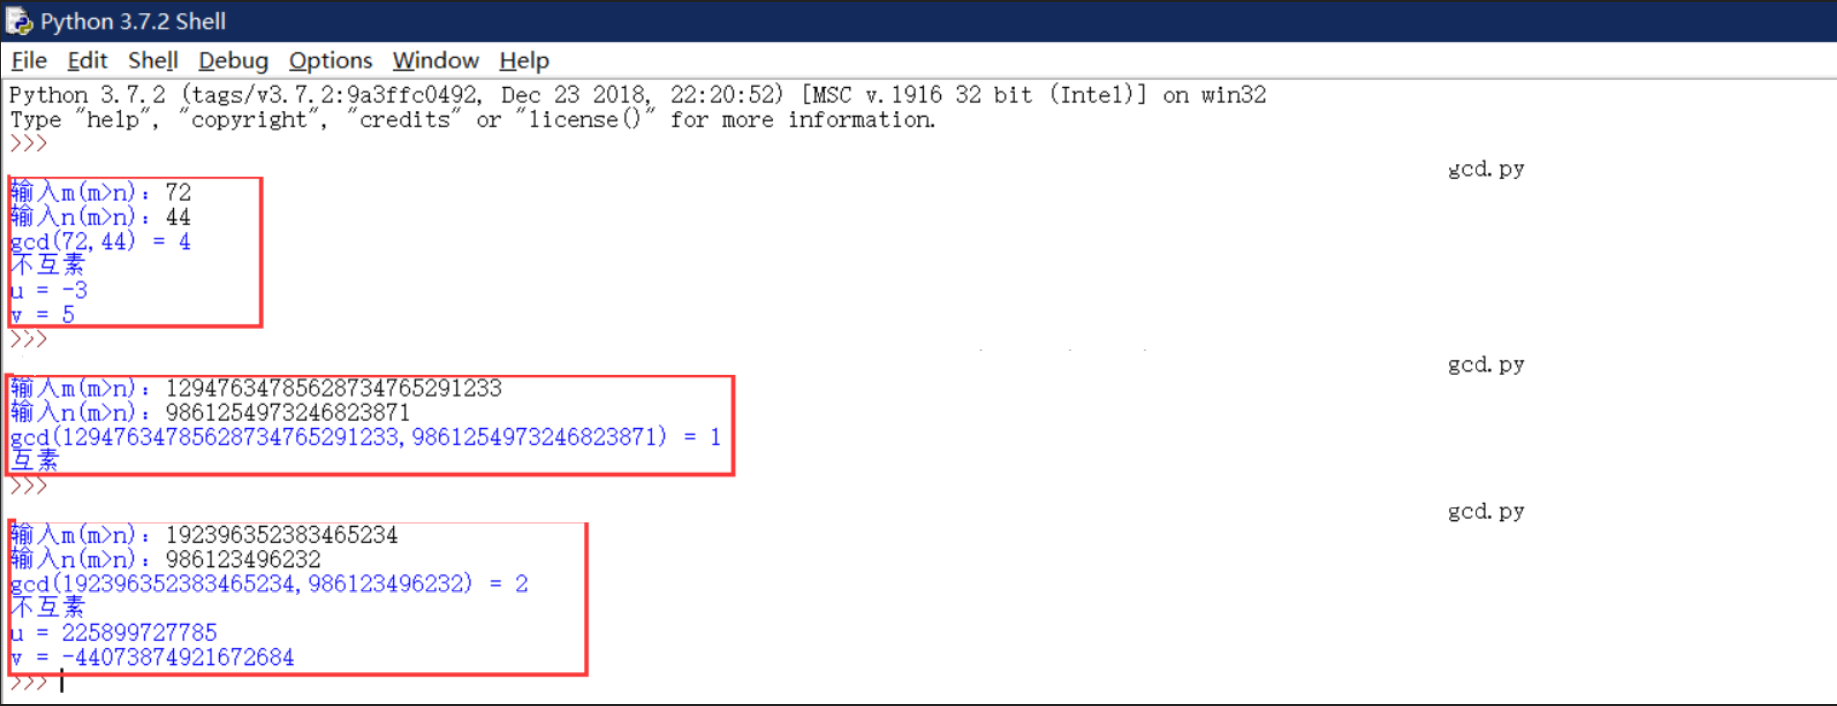 Python 3.7.2 Shell
File Edit Shell Debug Options Window Help
Python 3.7.2 (tags/v3.7.2:9a3ffc0492, Dec 23 2018, 22:20:52) [MSC v.1916 32 bit (Intel)] on win32
Type "help", "copyright", "credits" or "license()" for more information.
>>>
gcd.py
输入m(m>n): 72
输入n(m>n): 44
gcd(72,44) = 4
不互素
u = -3
v = 5
>>>
gcd.py
输入m(m>n): 12947634785628734765291233
输入n(m>n): 9861254973246823871
gcd(12947634785628734765291233,9861254973246823871) = 1
互素
>>>
gcd.py
输入m(m>n): 192396352383465234
输入n(m>n): 986123496232
gcd(192396352383465234,986123496232) = 2
不互素
u = 225899727785
v = -44073874921672684
>>>